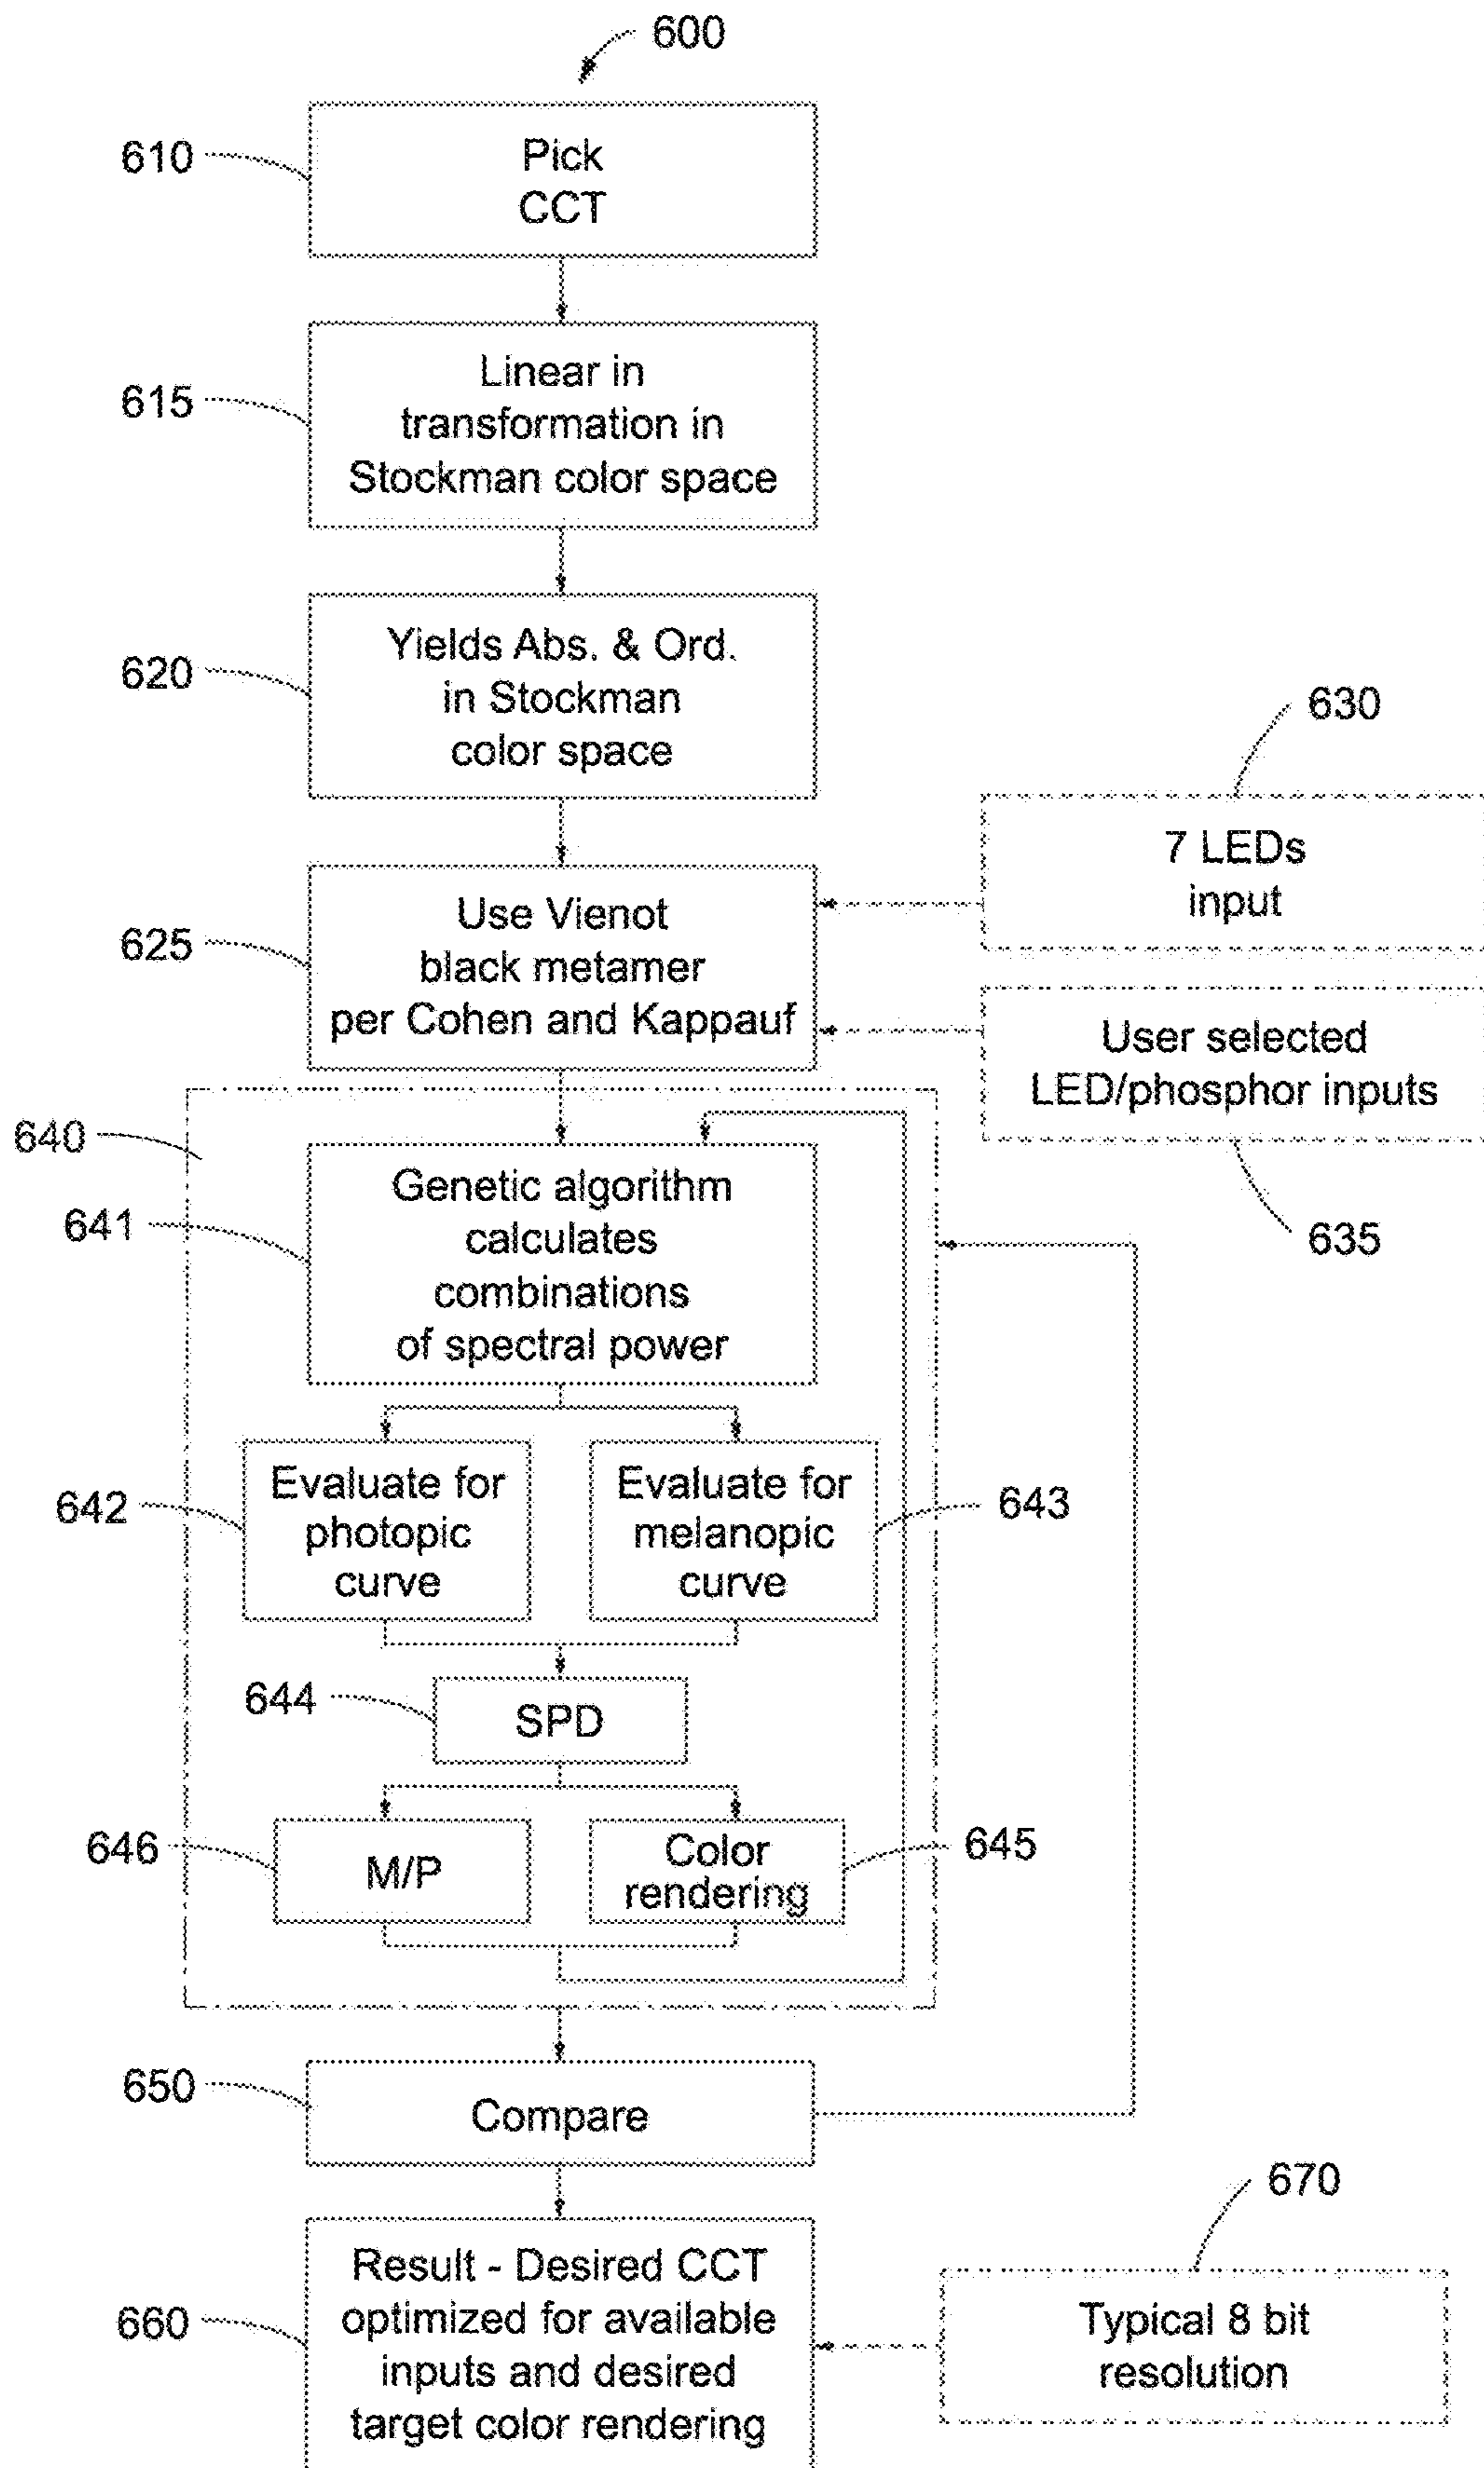 600
610
Pick
CCT
615
Linear in
transformation in
Stockman color space
620
Yields Abs. & Ord.
in Stockman
color space
630
7 LEDs
input
625
Use Vienot
black metamer
per Cohen and Kappauf
User selected
LED/phosphor inputs
635
640
641
Genetic algorithm
calculates
combinations
of spectral power
642
Evaluate for
photopic
curve
Evaluate for
melanopic
curve
643
644
SPD
646
M/P
Color
rendering
645
650
Compare
660
Result - Desired CCT
optimized for available
inputs and desired
target color rendering
670
Typical 8 bit
resolution